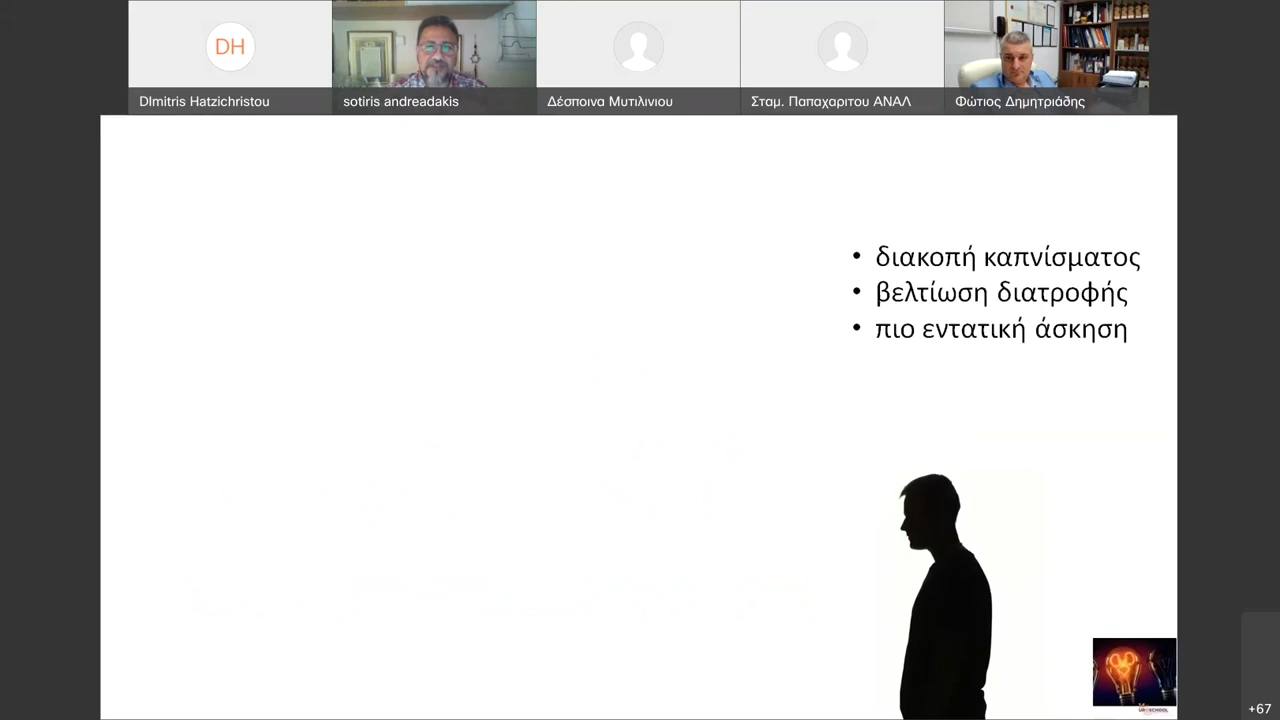 DH
DImitris Hatzichristou
sotiris andreadakis
Δέσποινα Μυτιλινιου
Σταμ. Παπαχαριτου ΑΝΑΛ
Φώτιος Δημητριάδης
• διακοπή καπνίσματος
• βελτίωση διατροφής
• πιο εντατική άσκηση
+67